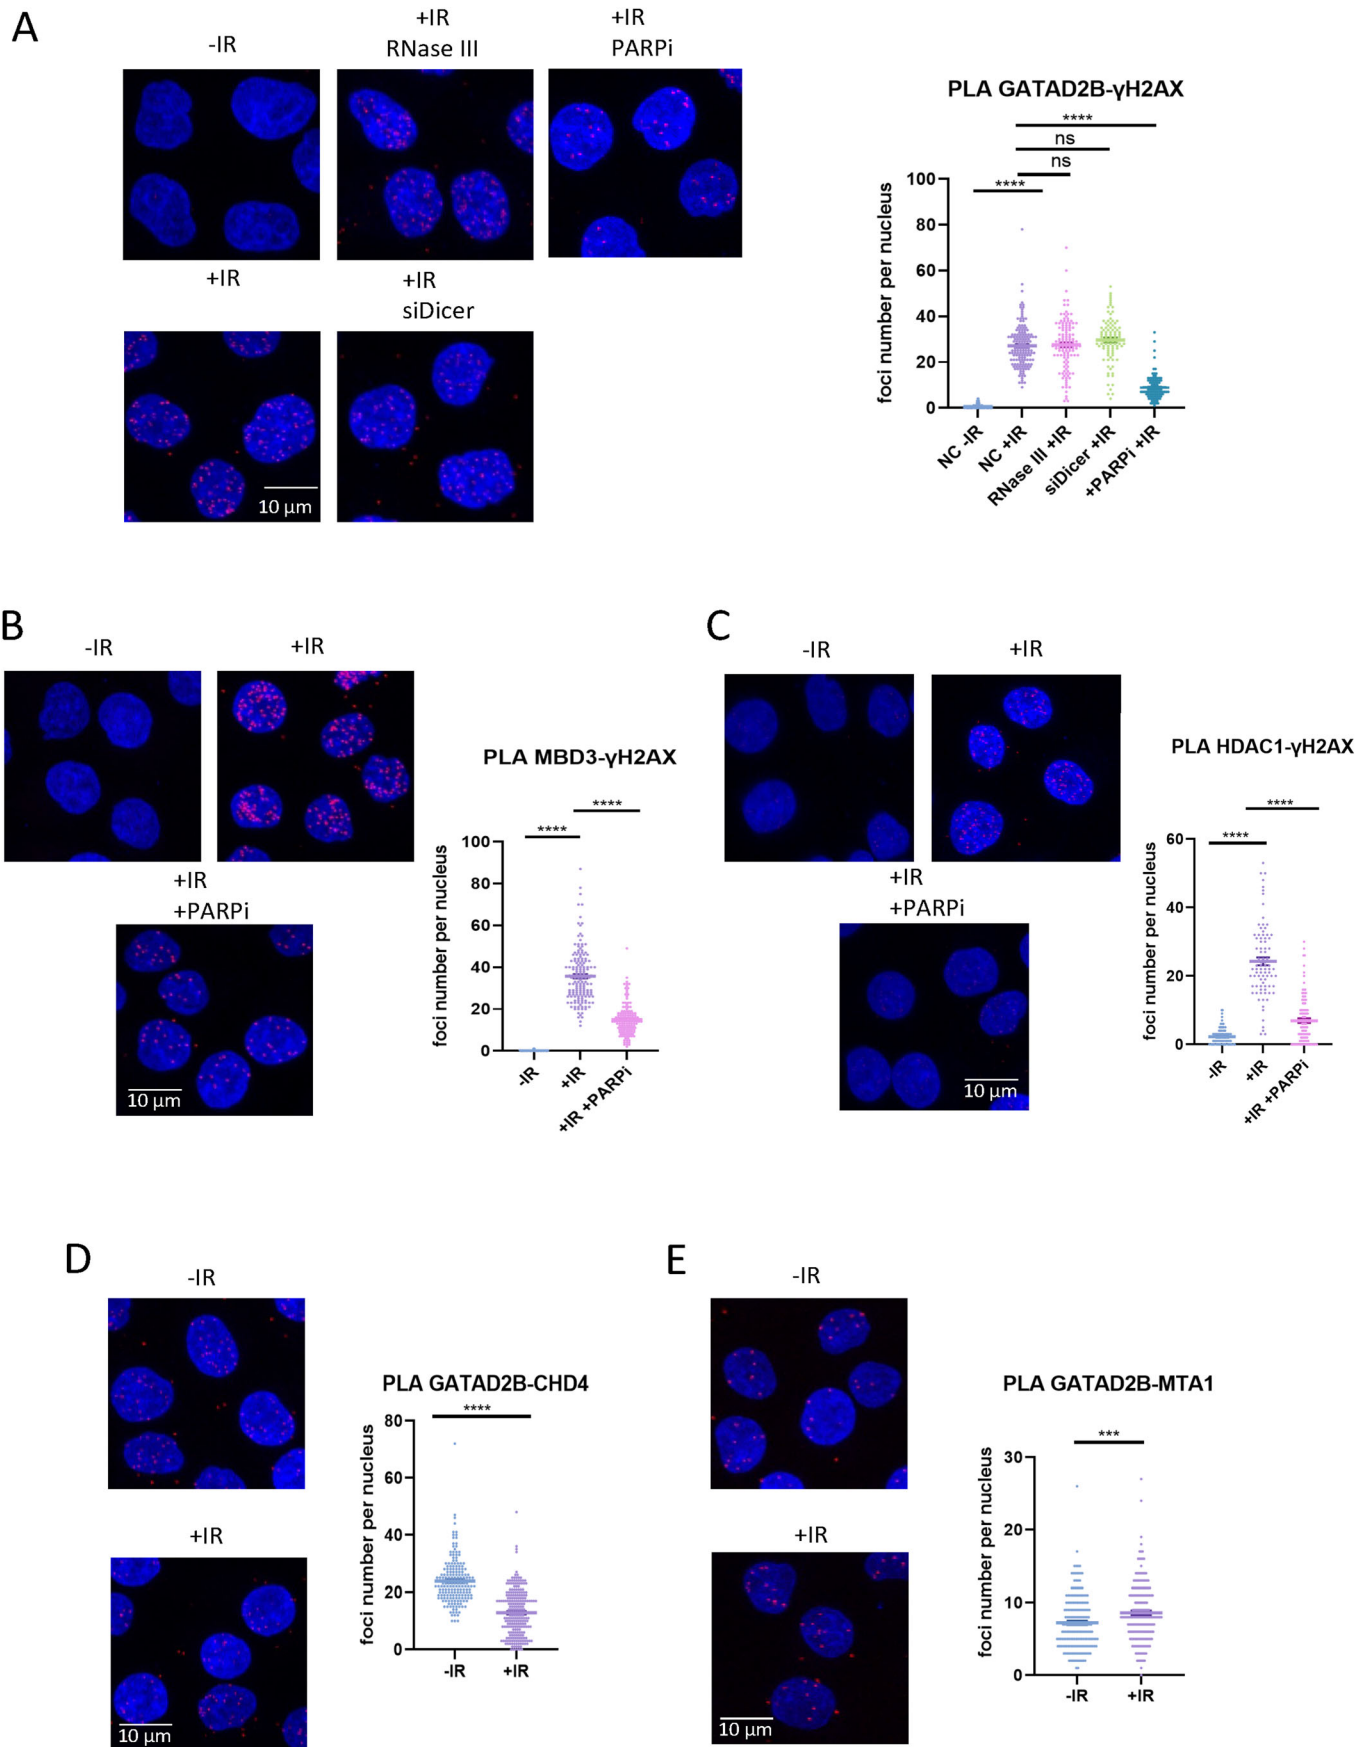 A
-IR
+IR
RNase III
+IR
PARPi
+IR
10 µm
+IR
siDicer
PLA GATAD2B-γH2AX
****
ns
ns
****
foci number per nucleus
100
80
60
40
20
0
NC -IR
NC +IR
RNase III +IR
siDicer +IR
+PARPi +IR
B
-IR
+IR
+IR
+PARPi
10 µm
PLA MBD3-γH2AX
****
****
foci number per nucleus
100
80
60
40
20
0
-IR
+IR
+IR +PARPi
C
-IR
+IR
+IR
+PARPi
10 µm
PLA HDAC1-γH2AX
****
****
foci number per nucleus
60
40
20
0
-IR
+IR
+IR +PARPi
D
-IR
+IR
10 µm
PLA GATAD2B-CHD4
****
foci number per nucleus
80
60
40
20
0
-IR
+IR
E
-IR
+IR
10 µm
PLA GATAD2B-MTA1
***
foci number per nucleus
30
20
10
0
-IR
+IR